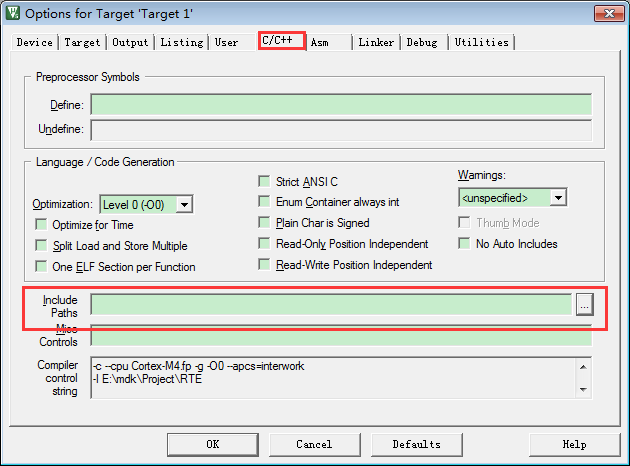 Options for Target 'Target 1'
Device Target Output Listing User C/C++ Asm Linker Debug Utilities
Preprocessor Symbols
Define:
Undefine:
Language / Code Generation
Optimization: Level 0 (-O0)
Optimize for Time
Split Load and Store Multiple
One ELF Section per Function
Strict ANSI C
Enum Container always int
Plain Char is Signed
Read-Only Position Independent
Read-Write Position Independent
Warnings:
<unspecified>
Thumb Mode
No Auto Includes
Include
Paths
...
Misc
Controls
Compiler
control
string
-c --cpu Cortex-M4.fp -g -O0 --apcs=interwork
-I E:\mdk\Project\RTE
OK Cancel Defaults Help